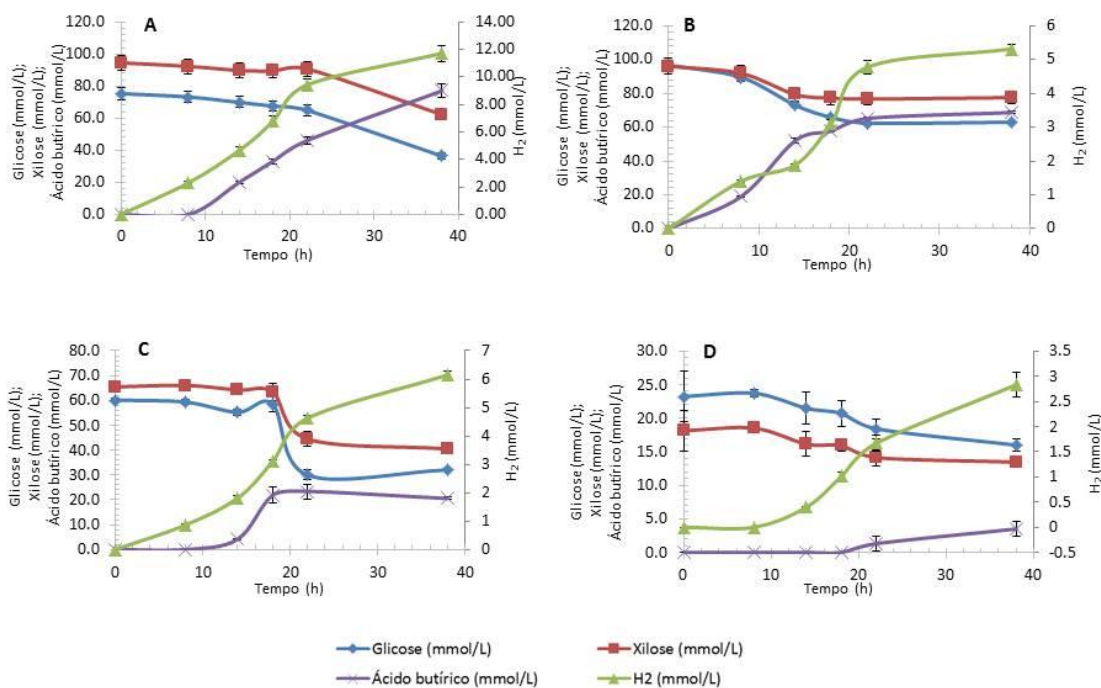 A
Glicose (mmol/L);
Xilose (mmol/L);
Ácido butírico (mmol/L)
120.0
100.0
80.0
60.0
40.0
20.0
0.0
14.00
12.00
10.00
8.00
6.00
4.00
2.00
0.00
H2 (mmol/L)
0 10 20 30 40
Tempo (h)
B
Glicose (mmol/L);
Xilose (mmol/L);
Ácido butírico (mmol/L)
120.0
100.0
80.0
60.0
40.0
20.0
0.0
6
5
4
3
2
1
0
H2 (mmol/L)
0 10 20 30 40
Tempo (h)
C
Glicose (mmol/L);
Xilose (mmol/L);
Ácido butírico (mmol/L)
80.0
70.0
60.0
50.0
40.0
30.0
20.0
10.0
0.0
7
6
5
4
3
2
1
0
H2 (mmol/L)
0 10 20 30 40
Tempo (h)
D
Glicose (mmol/L);
Xilose (mmol/L);
Ácido butírico (mmol/L)
30.0
25.0
20.0
15.0
10.0
5.0
0.0
3.5
3
2.5
2
1.5
1
0.5
0
-0.5
H2 (mmol/L)
0 10 20 30 40
Tempo (h)
Glicose (mmol/L)
Xilose (mmol/L)
Ácido butírico (mmol/L)
H2 (mmol/L)